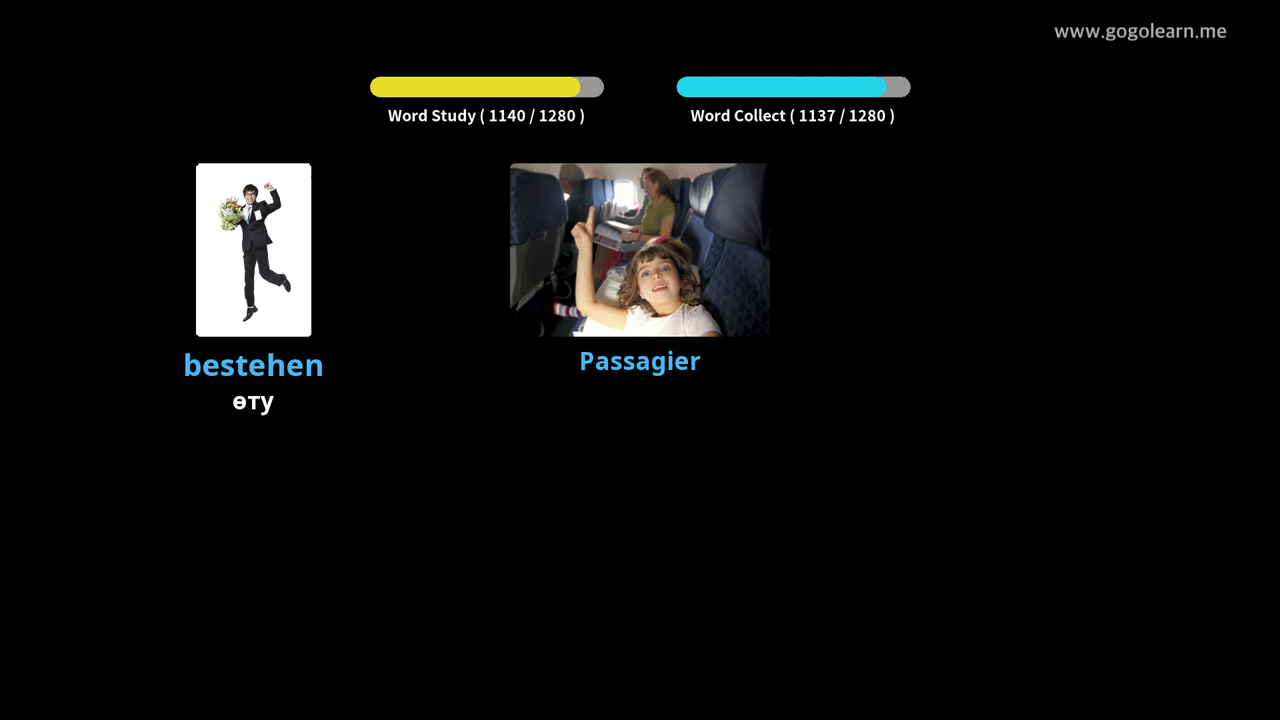 www.gogolearn.me
Word Study ( 1140 / 1280 )
Word Collect ( 1137 / 1280 )
bestehen
Passagier
өту